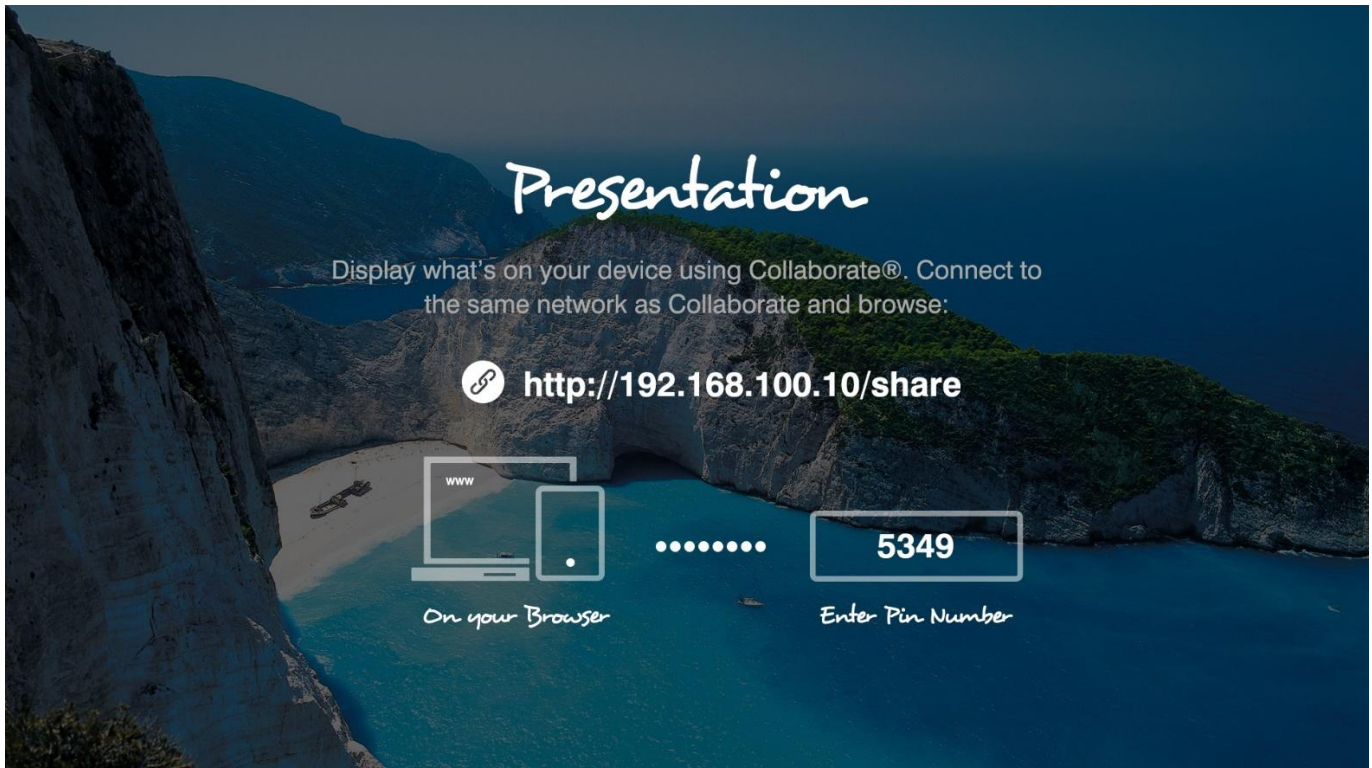 Presentation
Display what's on your device using Collaborate®. Connect to
the same network as Collaborate and browse:
http://192.168.100.10/share
www
5349
On your Browser
Enter Pin Number